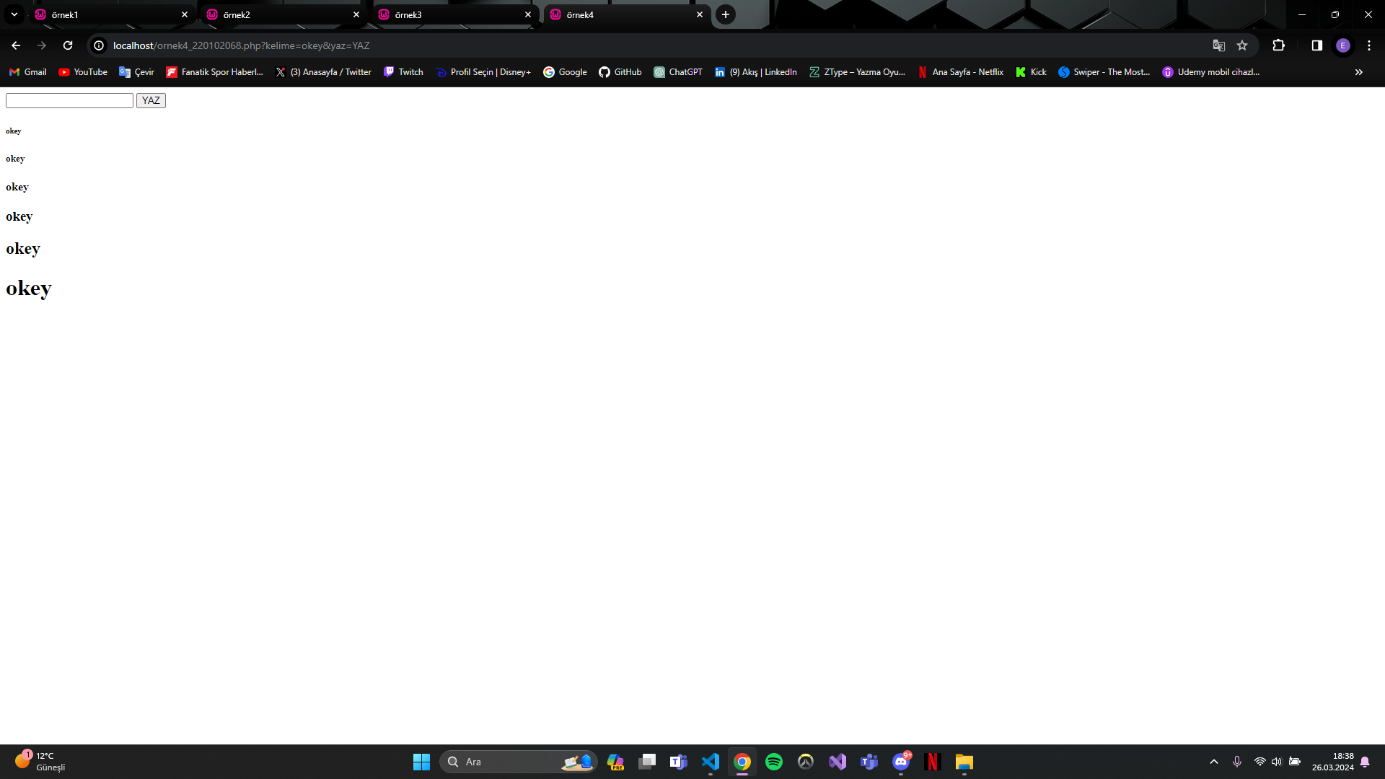 örnek1 örnek2 örnek3 örnek4
localhost/ornek4_220102068.php?kelime=okey&yaz=YAZ E
Gmail YouTube Çevir Fanatik Spor Haberl... (3) Anasayfa / Twitter Twitch Profil Seçin | Disney+ Google GitHub ChatGPT (9) Akış | LinkedIn ZType – Yazma Oyu... Ana Sayfa - Netflix Kick Swiper - The Most... Udemy mobil cihazl...
YAZ
okey
okey
okey
okey
okey
okey
1 12°C Ara 9+ 18:38
Güneşli 26.03.2024